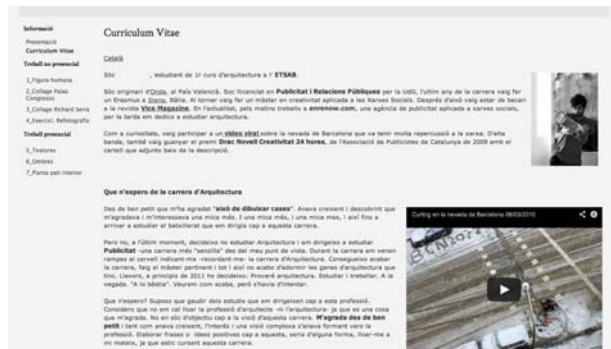 Informació
Presentació
Curriculum Vitae
Treball no presencial
1_Figura humana
2_Collage Palau
Congressos
3_Collage Richard Serra
4_Exercici. Refotografia
Treball presencial
5_Textures
6_Ombres
7_Planta pati interior
Curriculum Vitae
Català
Sóc , estudiant de 1r curs d'arquitectura a l' ETSAB.
Sóc originari d'Onda, al País Valencià. Soc llicenciat en Publicitat i Relacions Públiques per la UdG, l'últim any de la carrera vaig fer
un Erasmus a Siena, Itàlia. Al tornar vaig fer un màster en creativitat aplicada a les Xarxes Socials. Després d'això vaig estar de becari
a la revista Vice Magazine. En l'actualitat, pels matins treballo a enrenow.com, una agència de publicitat aplicada a xarxes socials,
per la tarda em dedico a estudiar arquitectura.
Com a curiositats, veig participar a un video viral sobre la nevada de Barcelona que va tenir molta repercussió a la xarxa. D'alta
banda, també vaig guanyar el premi Drac Novell Creativitat 24 hores, de l'Associació de Publicistes de Catalunya de 2009 amb el
cartell que adjunto baix de la descripció.
Que n'espero de la carrera d'Arquitectura
Des de ben petit que m'ha agradat "això de dibuixar cases". Anava creixent i descobrint que
m'agradava i m'interessava una mica més. I una mica més, i una mica mes, i així fins a
arrivar a estudiar el batxillerat que em dirigia cap a aquesta carrera.
Pero no, a l'últim moment, decideixo no estudiar Arquitectura i em dirigeixo a estudiar
Publicitat -una carrera més "senzilla" des del meu punt de vista. Durant la carrera em venen
rampes al cervell indicant-me -recordant-me- la carrera d'Arquitectura. Consegueixo acabar
la carrera, faig el màster pertinent i tot i així no acabo d'adormir les ganes d'arquitectura que
tinc. Llavors, a principis de 2011 ho decideixo: Provaré arquitectura. Estudiar i treballar. A la
vegada. "A lo bèstia". Veurem com acaba, però s'havia d'intentar.
Que n'espero? Suposo que gaudir dels estudis que em dirigeixen cap a esta professió.
Considero que no em cal lloar la professió d'arquitecte -ni l'arquitectura- ja que es una cosa
que m'agrada. No en sóc d'objectiu cap a la visió d'aquesta carrera. M'agrada des de ben
petit i tant com anava creixent, l'interés i una visió complexa s'anava formant vers la
professió. Elaborar frases o idees positives cap a aquesta, seria d'alguna forma, lloar-me a
mi mateix, ja que estic cursant aquesta carrera.
Curling en la nevada de Barcelona 08/03/2010